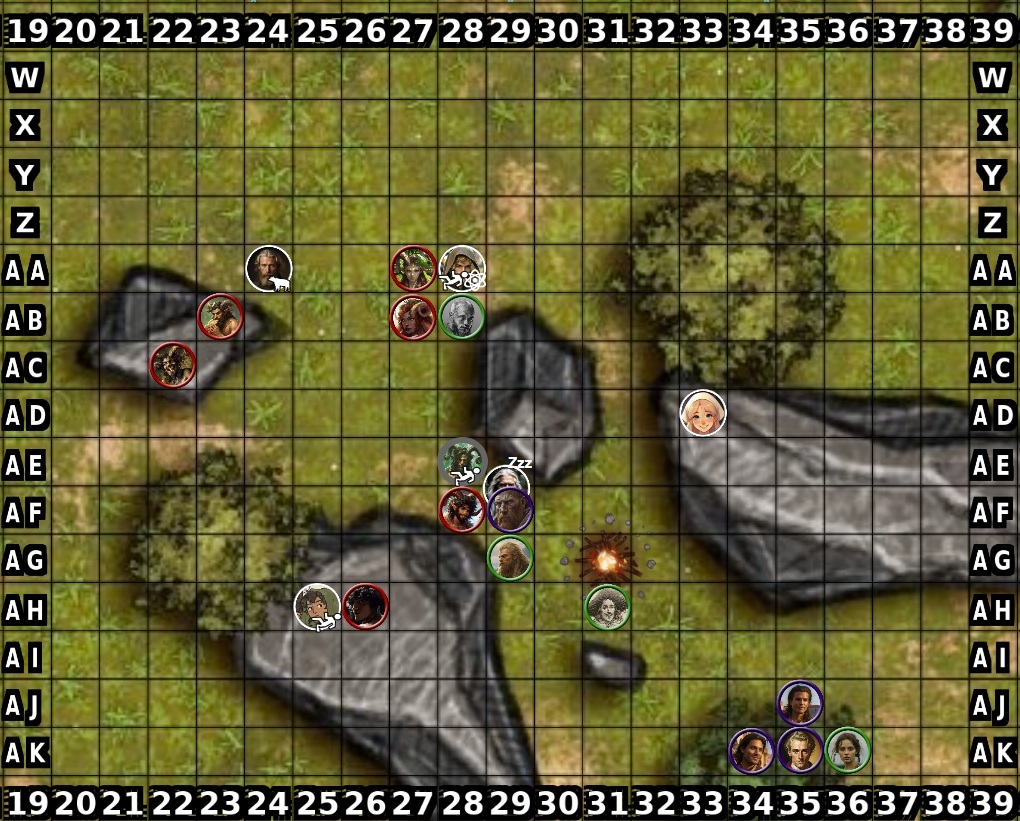 19 20 21 22 23 24 25 26 27 28 29 30 31 32 33 34 35 36 37 38 39
W W
X X
Y Y
Z Z
AA AA
AB AB
AC AC
AD AD
AE Zzz AE
AF AF
AG AG
AH AH
AI AI
AJ AJ
AK AK
19 20 21 22 23 24 25 26 27 28 29 30 31 32 33 34 35 36 37 38 39